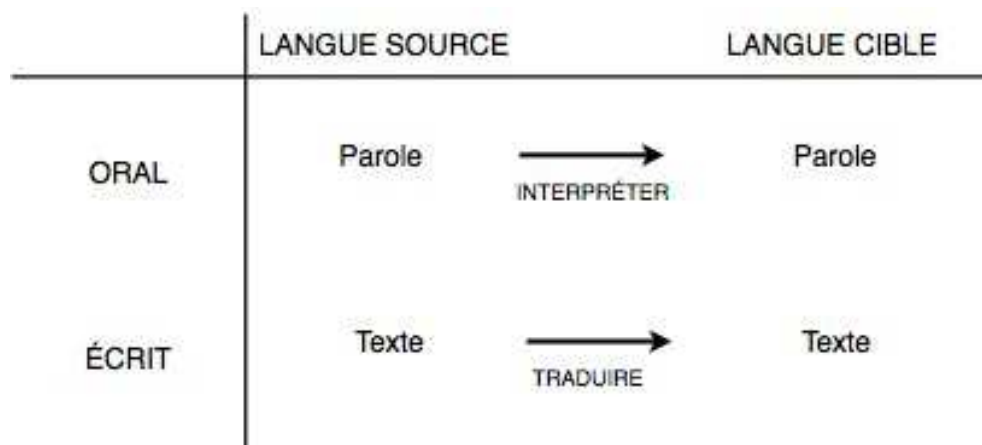 LANGUE SOURCE LANGUE CIBLE
ORAL Parole Parole
INTERPRÉTER
ÉCRIT Texte Texte
TRADUIRE